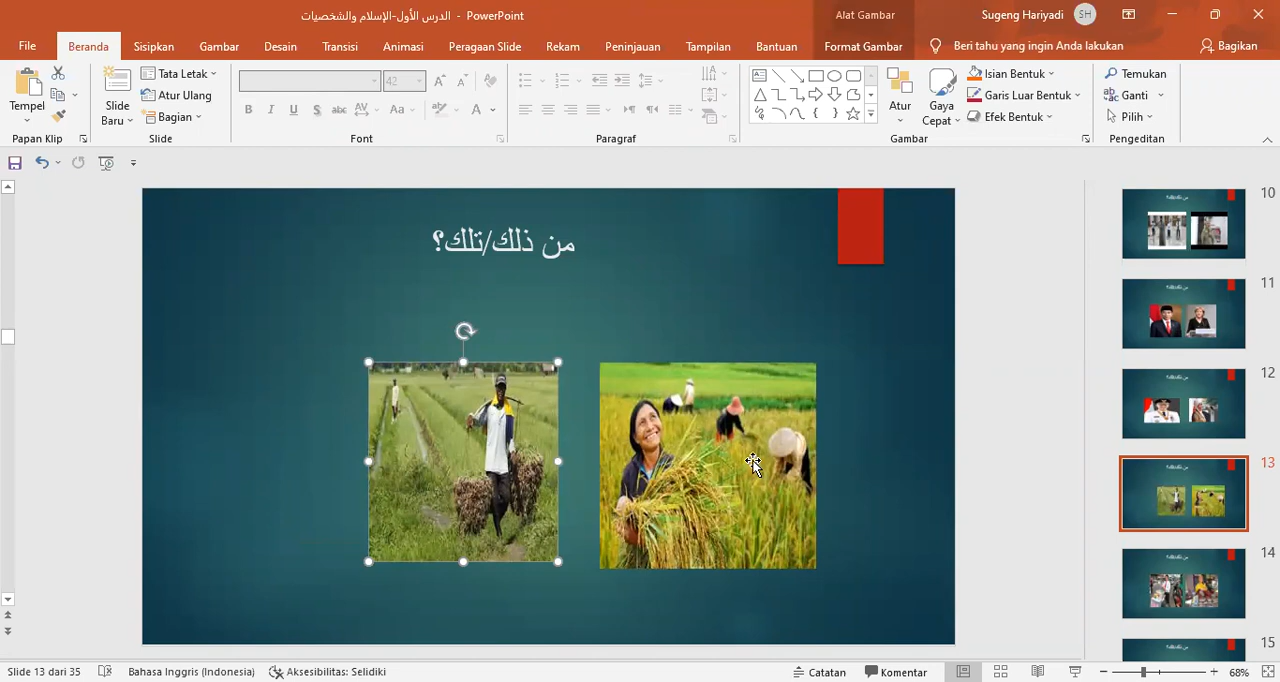 الدرس الأول-الإسلام والشخصيات - PowerPoint
Alat Gambar
Sugeng Hariyadi
SH
File
Beranda
Sisipkan
Gambar
Desain
Transisi
Animasi
Peragaan Slide
Rekam
Peninjauan
Tampilan
Bantuan
Format Gambar
Beri tahu yang ingin Anda lakukan
Bagikan
Tempel
Slide Baru
Tata Letak
Atur Ulang
Bagian
42
B I U S abc AV Aa A
Atur
Gaya Cepat
Isian Bentuk
Garis Luar Bentuk
Efek Bentuk
Temukan
Ganti
Pilih
Papan Klip
Slide
Font
Paragraf
Gambar
Pengeditan
من ذلك/تلك؟
10
11
12
13
14
15
Slide 13 dari 35
Bahasa Inggris (Indonesia)
Aksesibilitas: Selidiki
Catatan
Komentar
68%